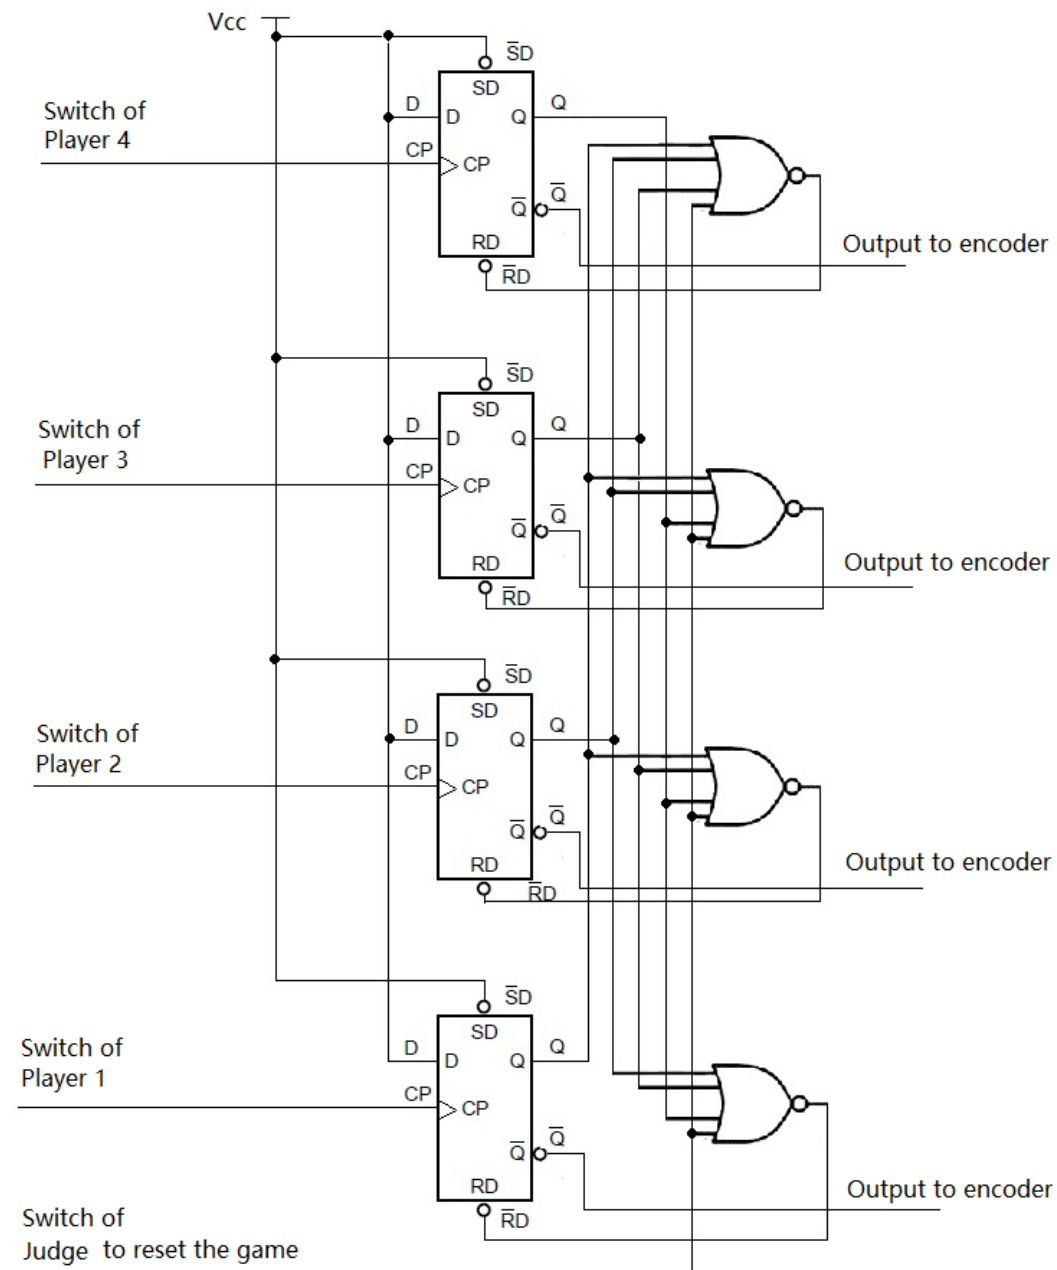 Vcc
S̅D
SD
Switch of
Player 4
D
D
Q
Q
CP
CP
Q̅
Q̅
RD
R̅D
Output to encoder
S̅D
SD
Switch of
Player 3
D
D
Q
Q
CP
CP
Q̅
Q̅
RD
R̅D
Output to encoder
S̅D
SD
Switch of
Player 2
D
D
Q
Q
CP
CP
Q̅
Q̅
RD
R̅D
Output to encoder
S̅D
SD
Switch of
Player 1
D
D
Q
Q
CP
CP
Q̅
Q̅
RD
R̅D
Output to encoder
Switch of
Judge to reset the game